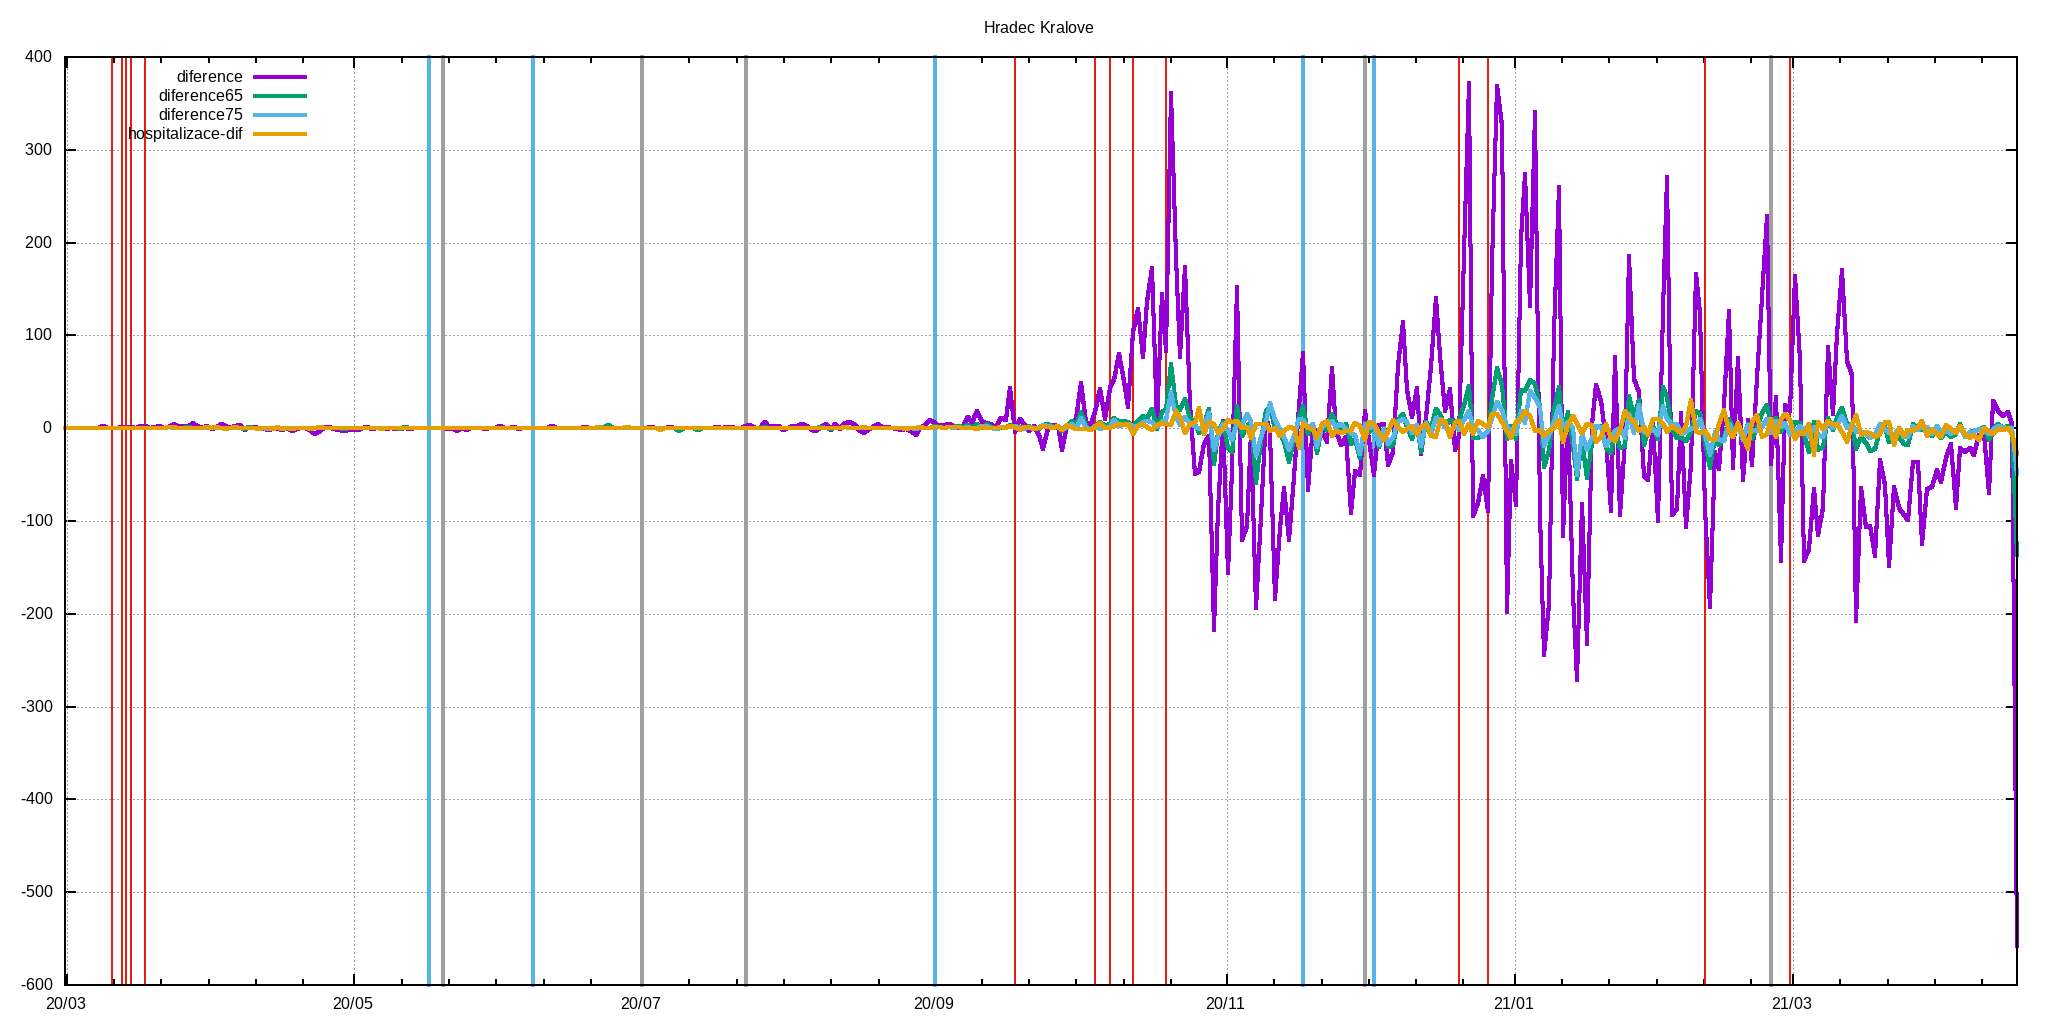 Hradec Kralove
400
300
200
100
0
-100
-200
-300
-400
-500
-600
diference
diference65
diference75
hospitalizace-dif
20/03 20/05 20/07 20/09 20/11 21/01 21/03